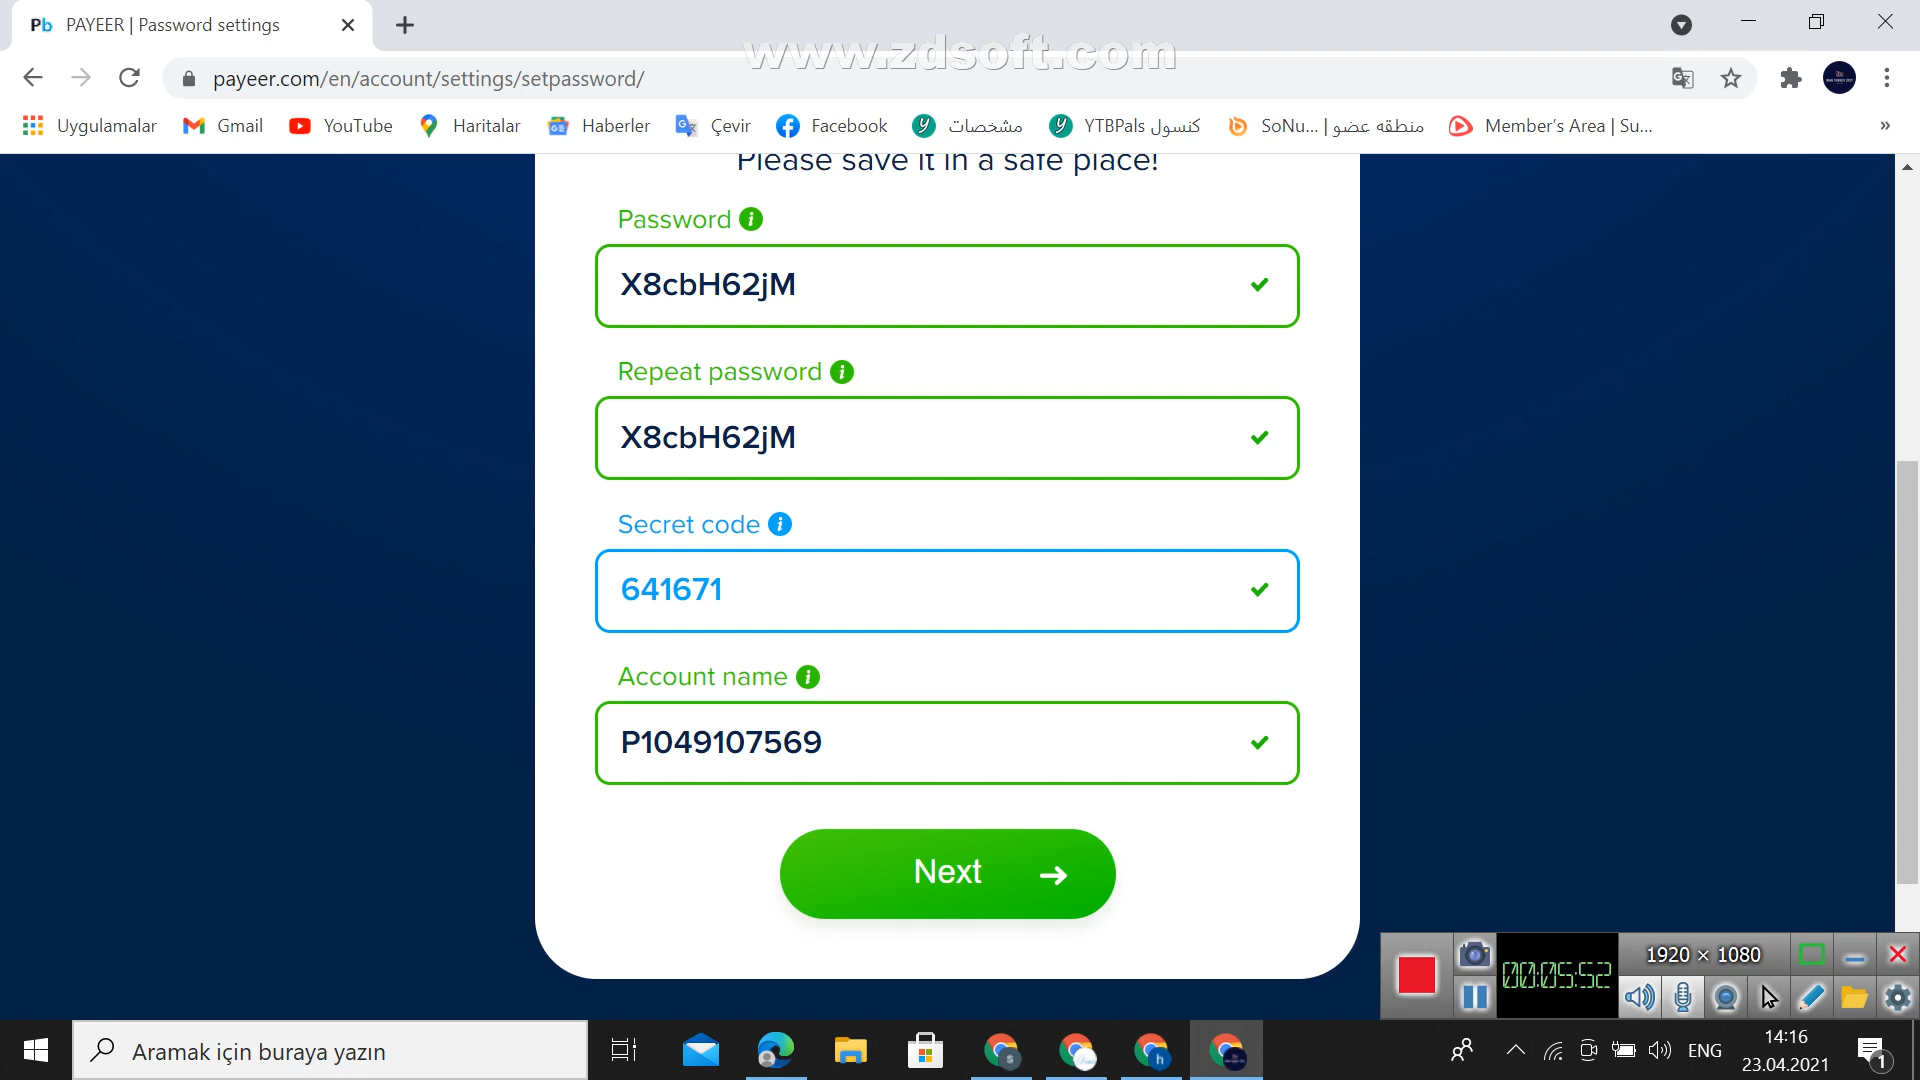 Pb PAYEER | Password settings
www.zdsoft.com
payeer.com/en/account/settings/setpassword/
Uygulamalar Gmail YouTube Haritalar Haberler Çevir Facebook مشخصات YTBPals کنسول SoNu... | منطقه عضو Member's Area | Su... »
Please save it in a safe place!
Password
X8cbH62jM
Repeat password
X8cbH62jM
Secret code
641671
Account name
P1049107569
Next
1920 × 1080
00:05:52
Aramak için buraya yazın
ENG
14:16
23.04.2021
1